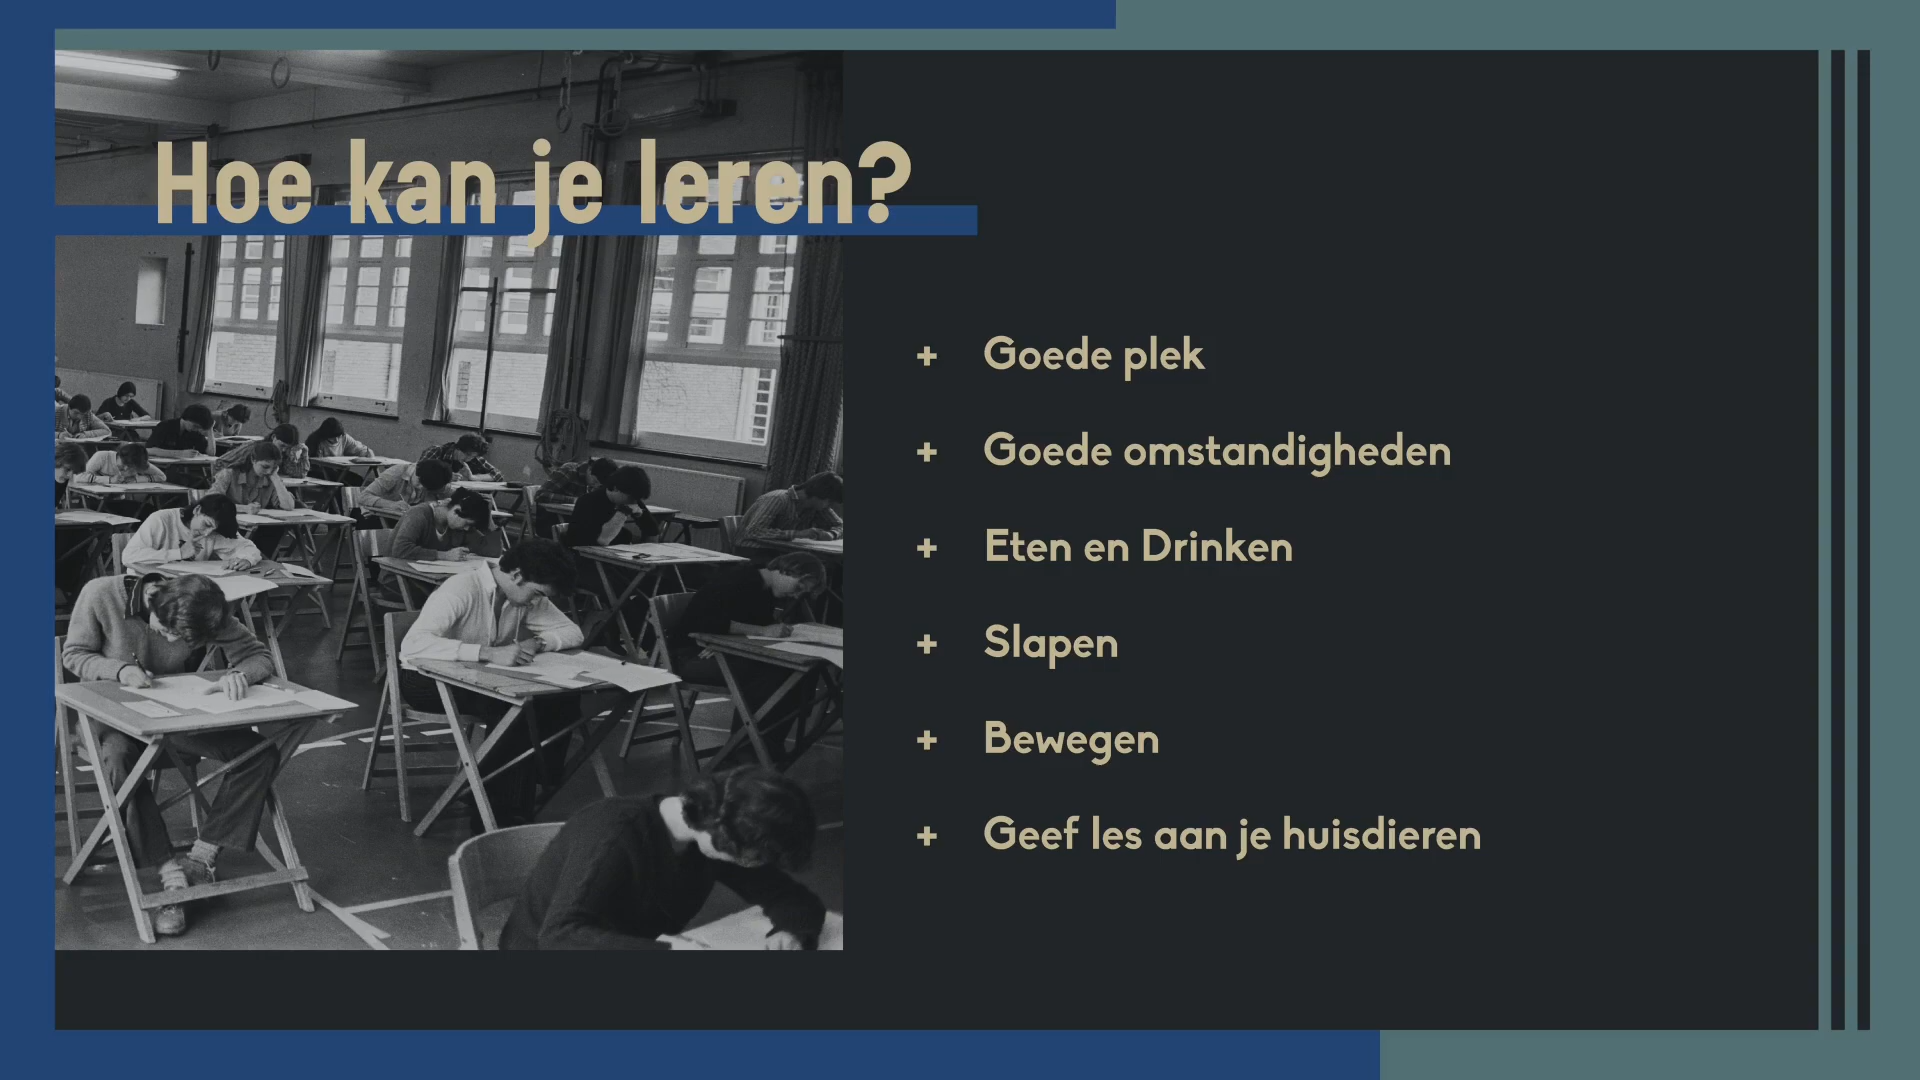 Hoe kan je leren?
+ Goede plek
+ Goede omstandigheden
+ Eten en Drinken
+ Slapen
+ Bewegen
+ Geef les aan je huisdieren